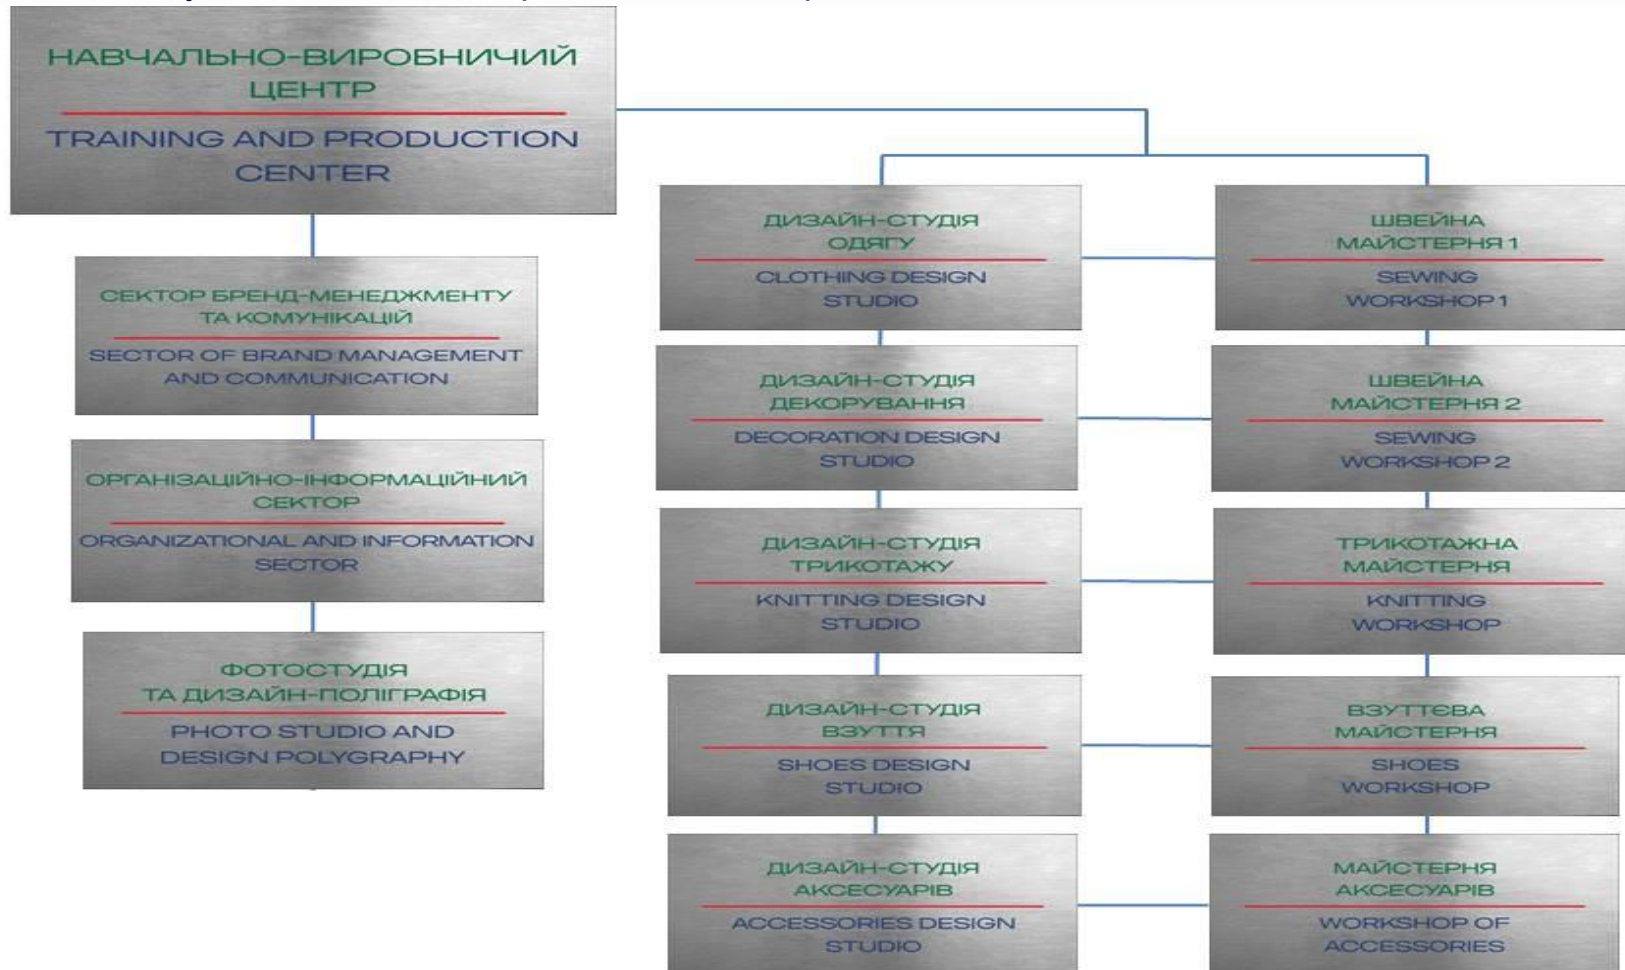 НАВЧАЛЬНО-ВИРОБНИЧИЙ
ЦЕНТР
TRAINING AND PRODUCTION
CENTER
СЕКТОР БРЕНД-МЕНЕДЖМЕНТУ
ТА КОМУНІКАЦІЙ
SECTOR OF BRAND MANAGEMENT
AND COMMUNICATION
ОРГАНІЗАЦІЙНО-ІНФОРМАЦІЙНИЙ
СЕКТОР
ORGANIZATIONAL AND INFORMATION
SECTOR
ФОТОСТУДІЯ
ТА ДИЗАЙН-ПОЛІГРАФІЯ
PHOTO STUDIO AND
DESIGN POLYGRAPHY
ДИЗАЙН-СТУДІЯ
ОДЯГУ
CLOTHING DESIGN
STUDIO
ШВЕЙНА
МАЙСТЕРНЯ 1
SEWING
WORKSHOP 1
ДИЗАЙН-СТУДІЯ
ДЕКОРУВАННЯ
DECORATION DESIGN
STUDIO
ШВЕЙНА
МАЙСТЕРНЯ 2
SEWING
WORKSHOP 2
ДИЗАЙН-СТУДІЯ
ТРИКОТАЖУ
KNITTING DESIGN
STUDIO
ТРИКОТАЖНА
МАЙСТЕРНЯ
KNITTING
WORKSHOP
ДИЗАЙН-СТУДІЯ
ВЗУТТЯ
SHOES DESIGN
STUDIO
ВЗУТТЄВА
МАЙСТЕРНЯ
SHOES
WORKSHOP
ДИЗАЙН-СТУДІЯ
АКСЕСУАРІВ
ACCESSORIES DESIGN
STUDIO
МАЙСТЕРНЯ
АКСЕСУАРІВ
WORKSHOP OF
ACCESSORIES